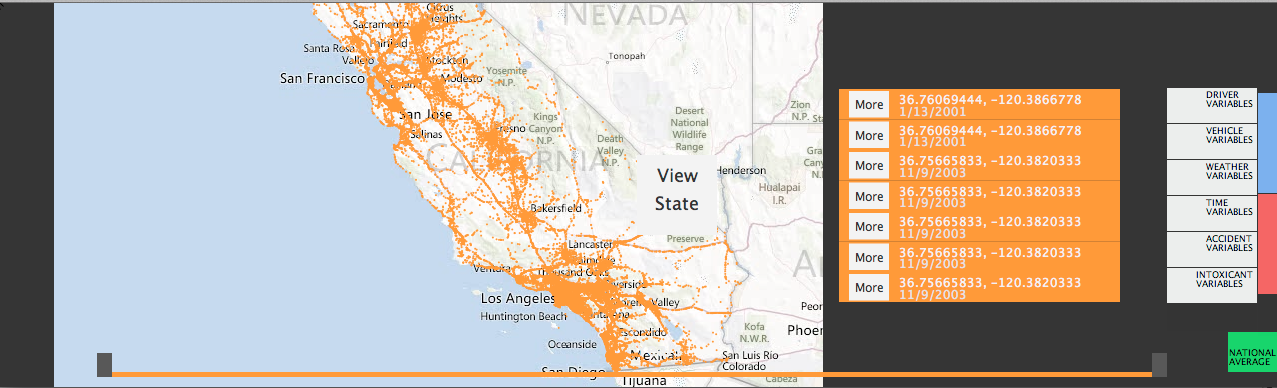 NEVADA
Citrus
Heights
Sacramento
Fairfield
Santa Rosa
Vallejo
Stockton
San Francisco
Modesto
Yosemite
N.P.
Tonopah
San Jose
Salinas
Fresno
Kings
Canyon
N.P.
Death
Valley
N.P.
Desert
National
Wildlife
Range
Zion
N.P.
CALIFORNIA
Henderson
Hualapai
I.R.
View
State
Bakersfield
Preserve
Lancaster
Palmdale
Ventura
Thousand Oaks
Riverside
Los Angeles
Moreno Valley
Huntington Beach
Santa Ana
Escondido
Oceanside
Kofa
N.W.R.
Phoen
Mexicali
San Luis Río
Colorado
San Diego
Tijuana
Cabeza
More
36.76069444, -120.3866778
1/13/2001
More
36.76069444, -120.3866778
1/13/2001
More
36.75665833, -120.3820333
11/9/2003
More
36.75665833, -120.3820333
11/9/2003
More
36.75665833, -120.3820333
11/9/2003
More
36.75665833, -120.3820333
11/9/2003
More
36.75665833, -120.3820333
11/9/2003
DRIVER
VARIABLES
VEHICLE
VARIABLES
WEATHER
VARIABLES
TIME
VARIABLES
ACCIDENT
VARIABLES
INTOXICANT
VARIABLES
NATIONAL
AVERAGE